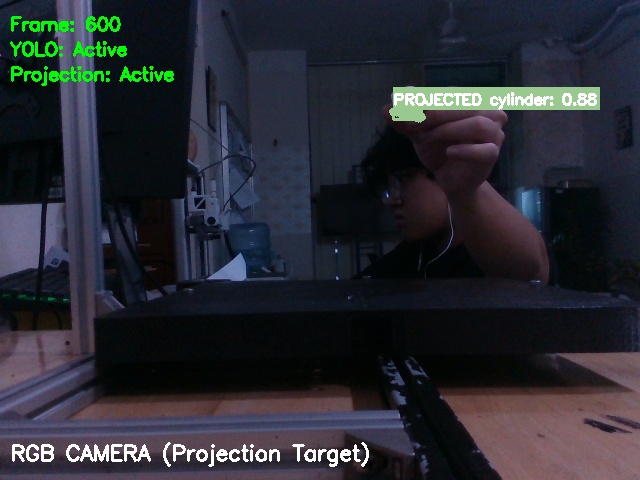 Frame: 600
YOLO: Active
Projection: Active
PROJECTED cylinder: 0.88
RGB CAMERA (Projection Target)